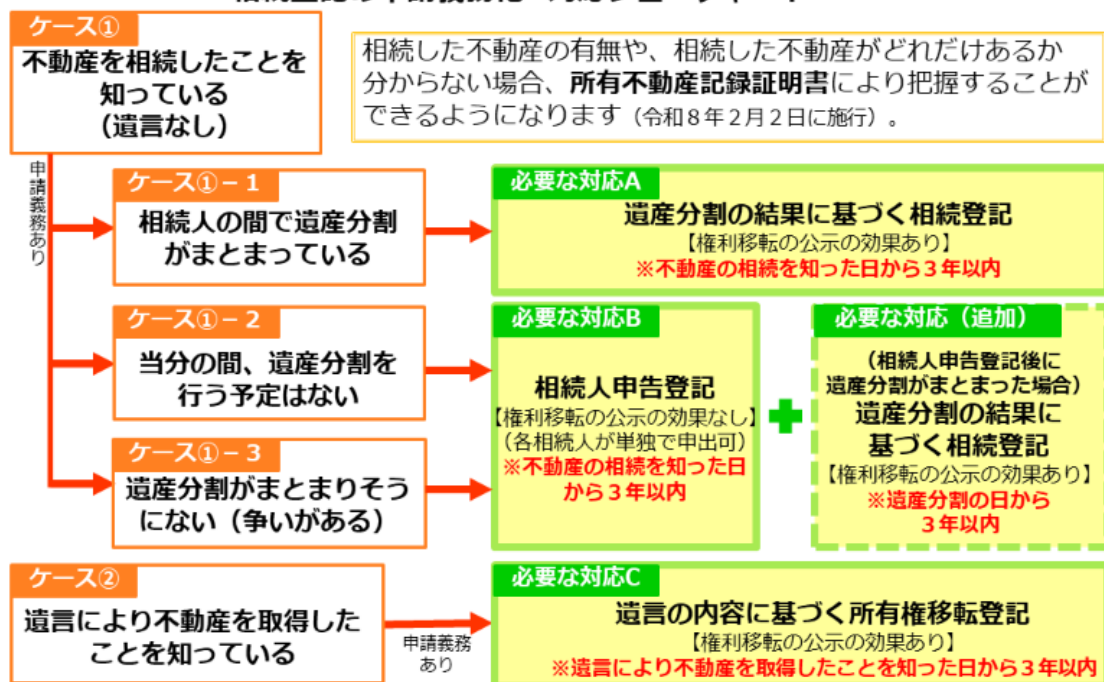 ケース①
不動産を相続したことを
知っている
（遺言なし）
相続した不動産の有無や、相続した不動産がどれだけあるか
分からない場合、所有不動産記録証明書により把握することが
できるようになります（令和８年２月２日に施行）。
申請義務あり
ケース①－１
相続人の間で遺産分割
がまとまっている
必要な対応A
遺産分割の結果に基づく相続登記
【権利移転の公示の効果あり】
※不動産の相続を知った日から３年以内
ケース①－２
当分の間、遺産分割を
行う予定はない
ケース①－３
遺産分割がまとまりそう
にない（争いがある）
必要な対応B
相続人申告登記
【権利移転の公示の効果なし】
（各相続人が単独で申出可）
※不動産の相続を知った日
から３年以内
必要な対応（追加）
（相続人申告登記後に
遺産分割がまとまった場合）
遺産分割の結果に
基づく相続登記
【権利移転の公示の効果あり】
※遺産分割の日から
３年以内
ケース②
遺言により不動産を取得した
ことを知っている
申請義務
あり
必要な対応C
遺言の内容に基づく所有権移転登記
【権利移転の公示の効果あり】
※遺言により不動産を取得したことを知った日から３年以内